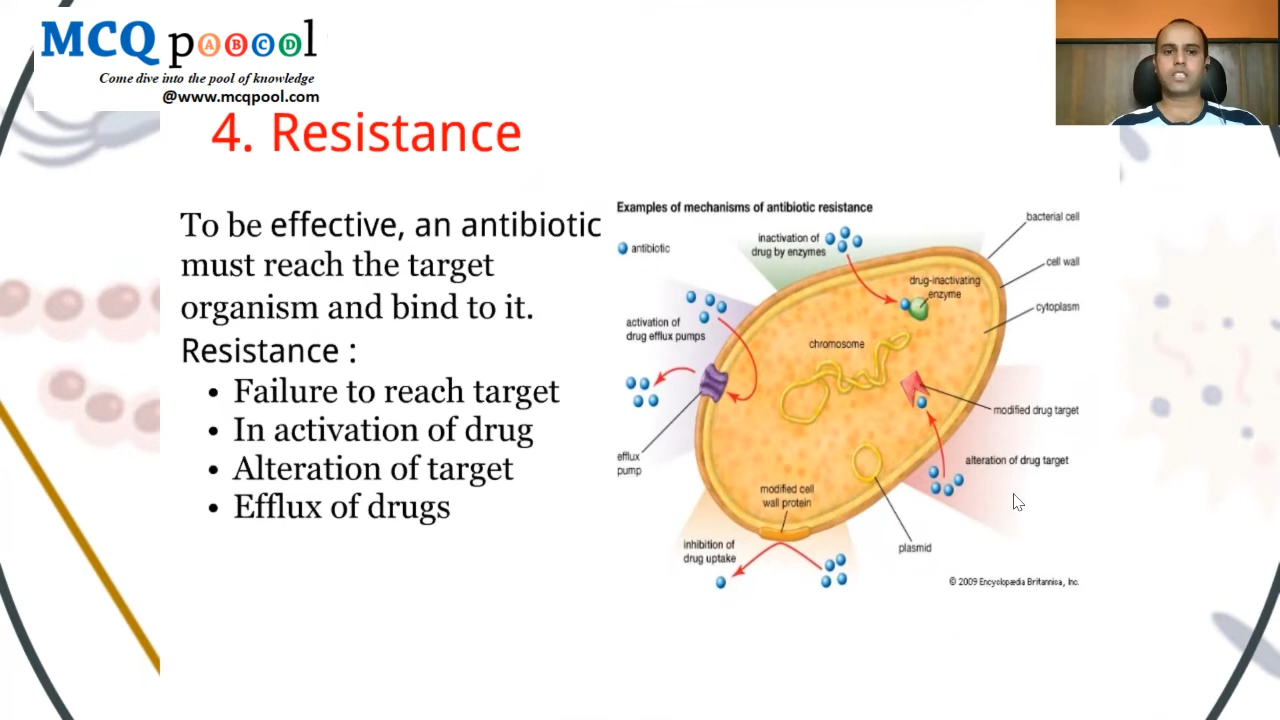 MCQ pABCDl
Come dive into the pool of knowledge
@www.mcqpool.com
4. Resistance
To be effective, an antibiotic
must reach the target
organism and bind to it.
Resistance :
• Failure to reach target
• In activation of drug
• Alteration of target
• Efflux of drugs
Examples of mechanisms of antibiotic resistance
antibiotic
inactivation of
drug by enzymes
bacterial cell
cell wall
drug-inactivating
enzyme
cytoplasm
activation of
drug efflux pumps
chromosome
modified drug target
efflux
pump
alteration of drug target
modified cell
wall protein
inhibition of
drug uptake
plasmid
© 2009 Encyclopædia Britannica, Inc.